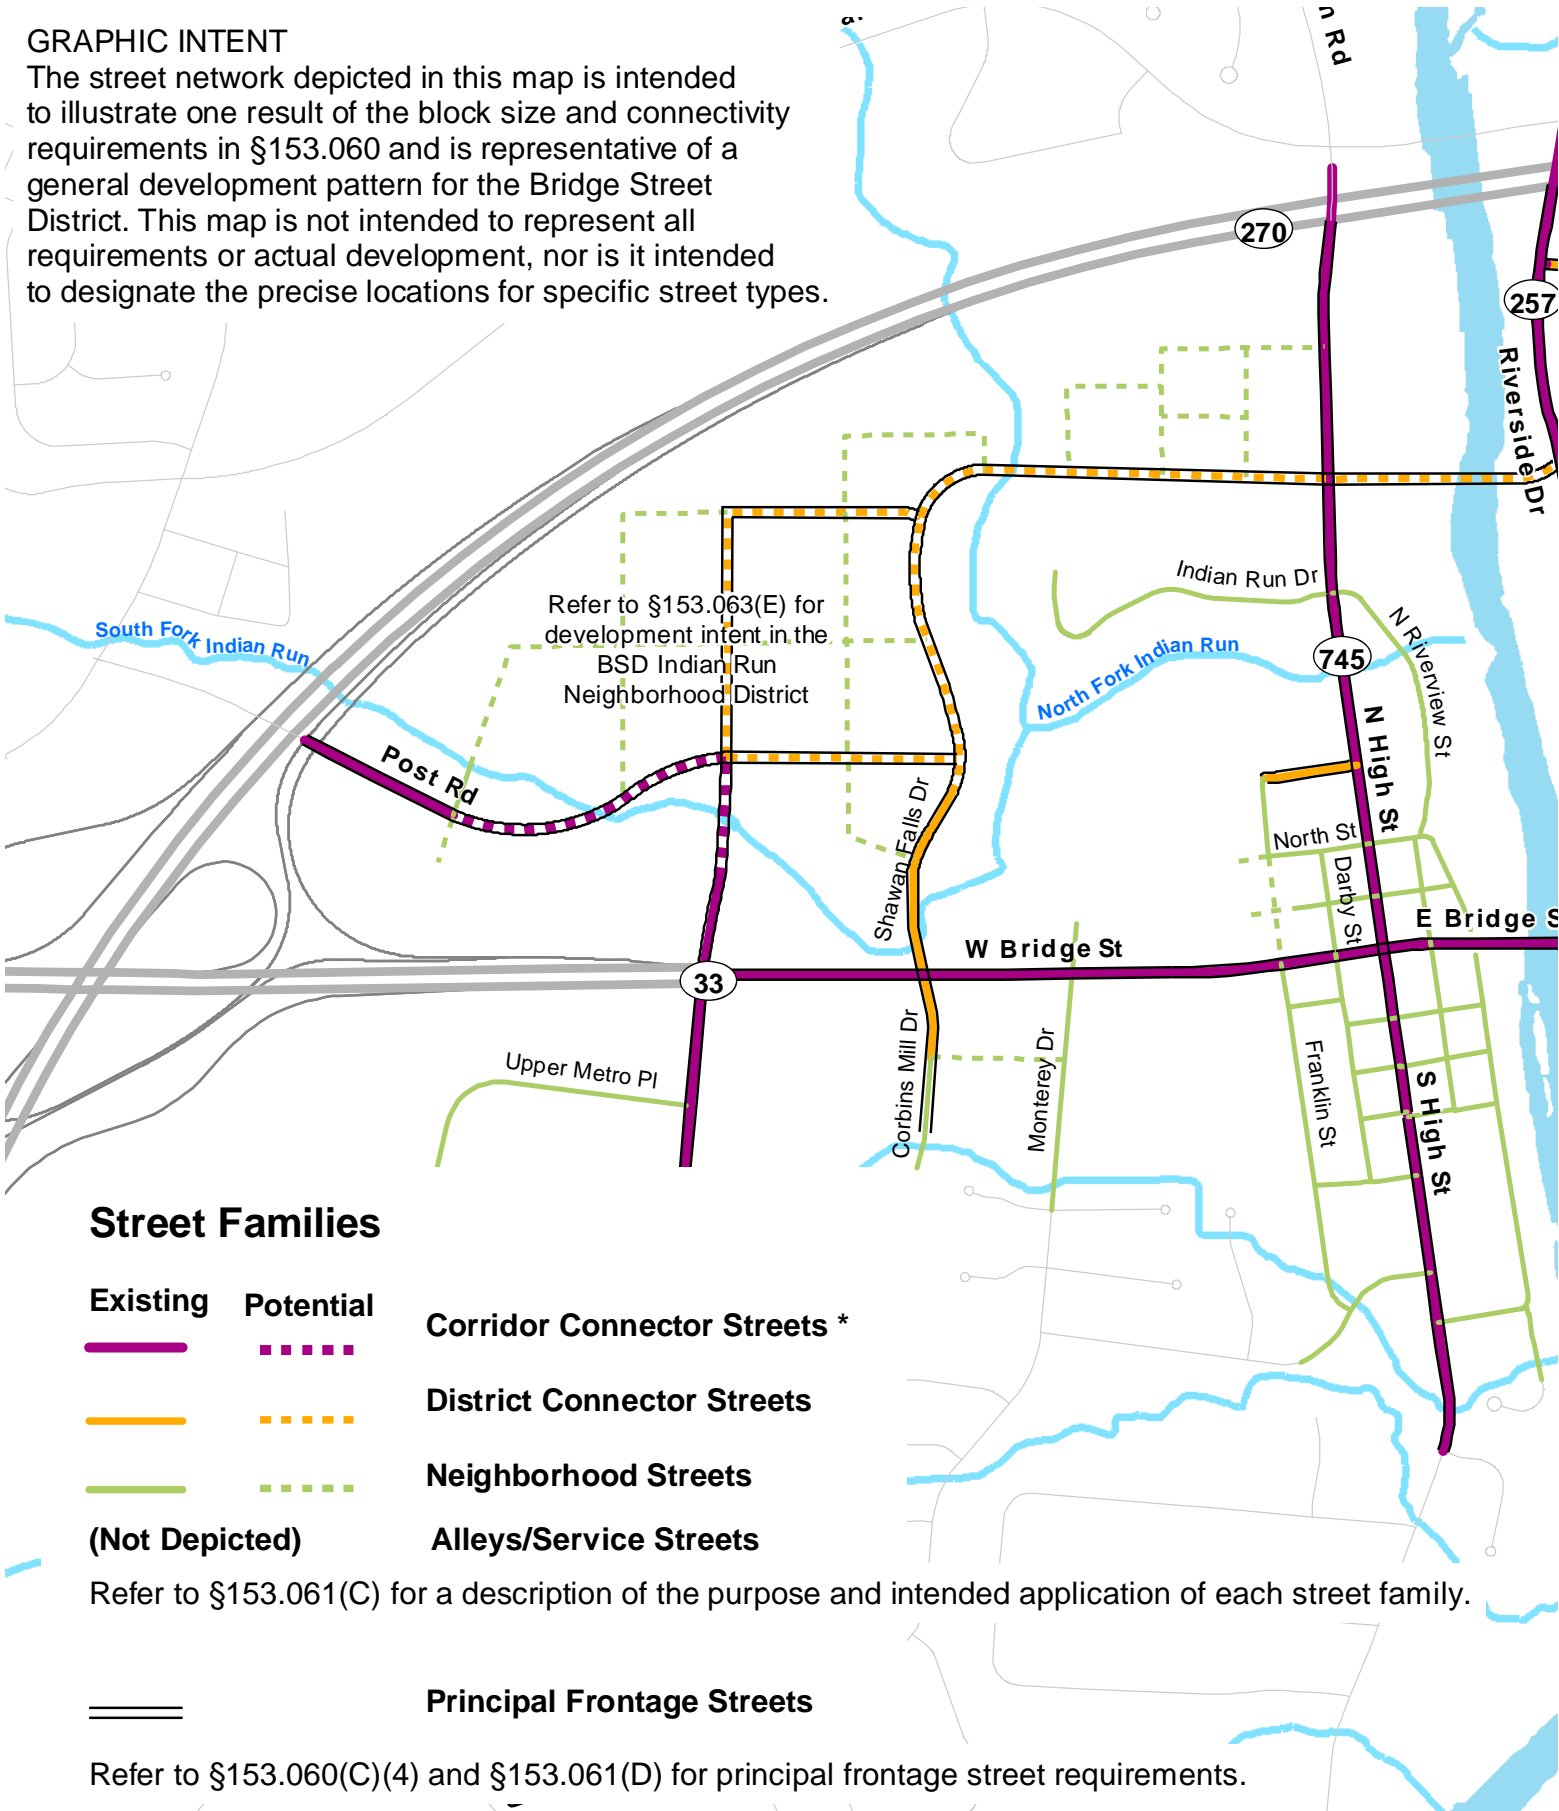 GRAPHIC INTENT
The street network depicted in this map is intended
to illustrate one result of the block size and connectivity
requirements in §153.060 and is representative of a
general development pattern for the Bridge Street
District. This map is not intended to represent all
requirements or actual development, nor is it intended
to designate the precise locations for specific street types.
n Rd
270
257
Riverside Dr
Indian Run Dr
N Riverview St
Refer to §153.063(E) for
development intent in the
BSD Indian Run
Neighborhood District
South Fork Indian Run
North Fork Indian Run
745
N High St
Post Rd
Shawan Falls Dr
North St
Darby St
W Bridge St
E Bridge S
33
Upper Metro Pl
Corbins Mill Dr
Monterey Dr
Franklin St
S High St
Street Families
Existing
Potential
Corridor Connector Streets *
District Connector Streets
Neighborhood Streets
(Not Depicted) Alleys/Service Streets
Refer to §153.061(C) for a description of the purpose and intended application of each street family.
Principal Frontage Streets
Refer to §153.060(C)(4) and §153.061(D) for principal frontage street requirements.